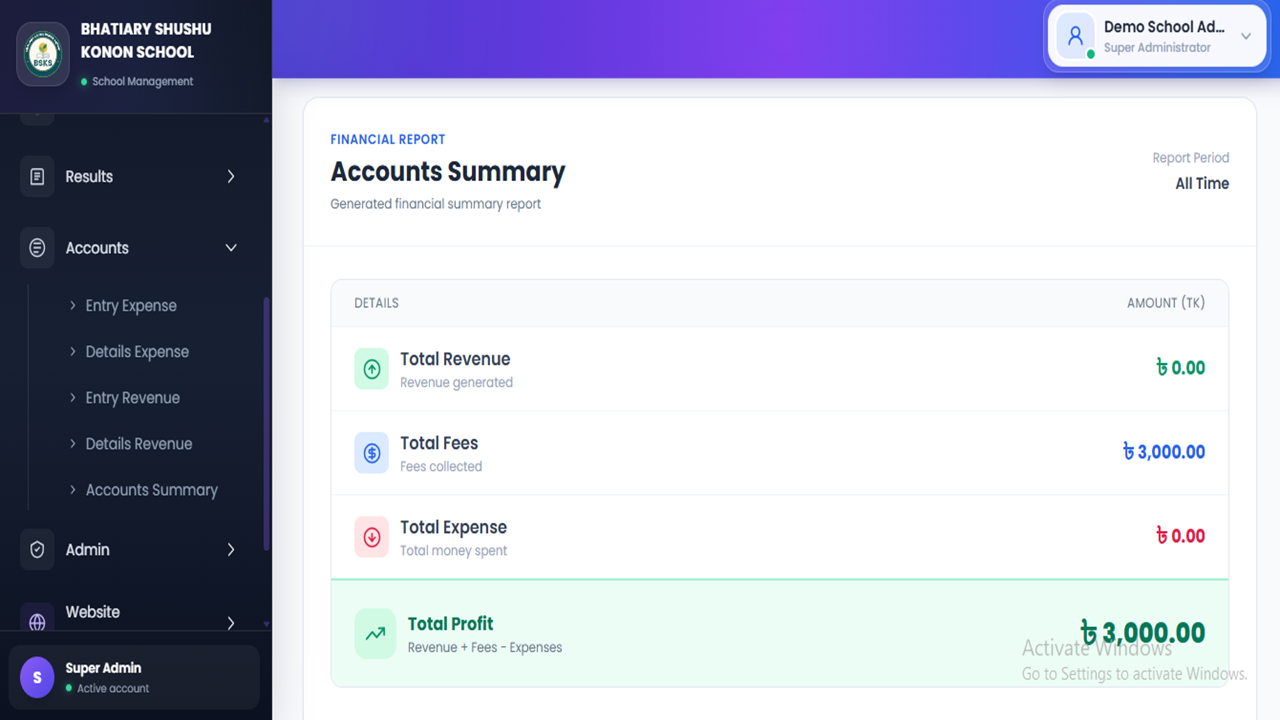 BHATIARY SHUSHU
KONON SCHOOL
School Management
BSKS
Results
Accounts
Entry Expense
Details Expense
Entry Revenue
Details Revenue
Accounts Summary
Admin
Website
S
Super Admin
Active account
Demo School Ad...
Super Administrator
FINANCIAL REPORT
Accounts Summary
Generated financial summary report
Report Period
All Time
DETAILS AMOUNT (TK)
Total Revenue
Revenue generated
৳ 0.00
Total Fees
Fees collected
৳ 3,000.00
Total Expense
Total money spent
৳ 0.00
Total Profit
Revenue + Fees - Expenses
৳ 3,000.00
Activate Windows
Go to Settings to activate Windows.